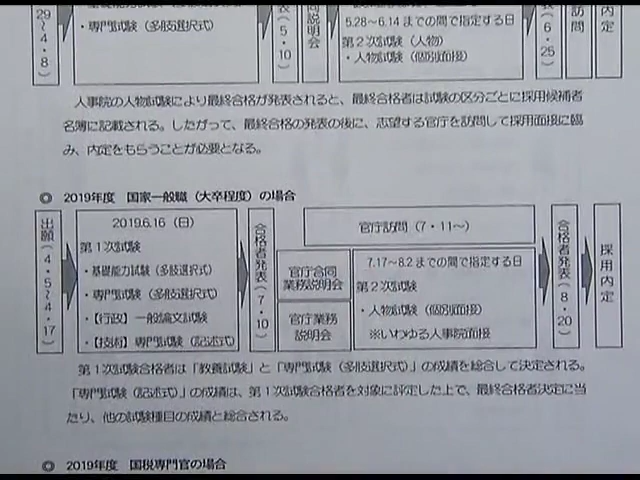 29〜4・8)
・専門試験（多肢選択式）
表（5・10）
説明会
5.28〜6.14までの間で指定する日
第2次試験（人物）
・人物試験（個別面接）
（6・25）
訪問
内定
人事院の人物試験により最終合格が発表されると、最終合格者は試験の区分ごとに採用候補者
名簿に記載される。したがって、最終合格の発表の後に、志望する官庁を訪問して採用面接に臨
み、内定をもらうことが必要となる。
◎ 2019年度 国家一般職（大卒程度）の場合
出願（4・5〜4・17）
2019.6.16（日）
第1次試験
・基礎能力試験（多肢選択式）
・専門試験（多肢選択式）
・【行政】一般論文試験
・【技術】専門試験（記述式）
合格者発表（7・10）
官庁訪問（7・11〜）
官庁合同
業務説明会
官庁業務
説明会
7.17〜8.2までの間で指定する日
第2次試験
・人物試験（個別面接）
※いわゆる人事院面接
合格者発表（8・20）
採用内定
第1次試験合格者は「教養試験」と「専門試験（多肢選択式）」の成績を総合して決定される。
「専門試験（記述式）」の成績は、第1次試験合格者を対象に評定した上で、最終合格者決定に当
たり、他の試験種目の成績と総合される。
◎ 2019年度 国税専門官の場合